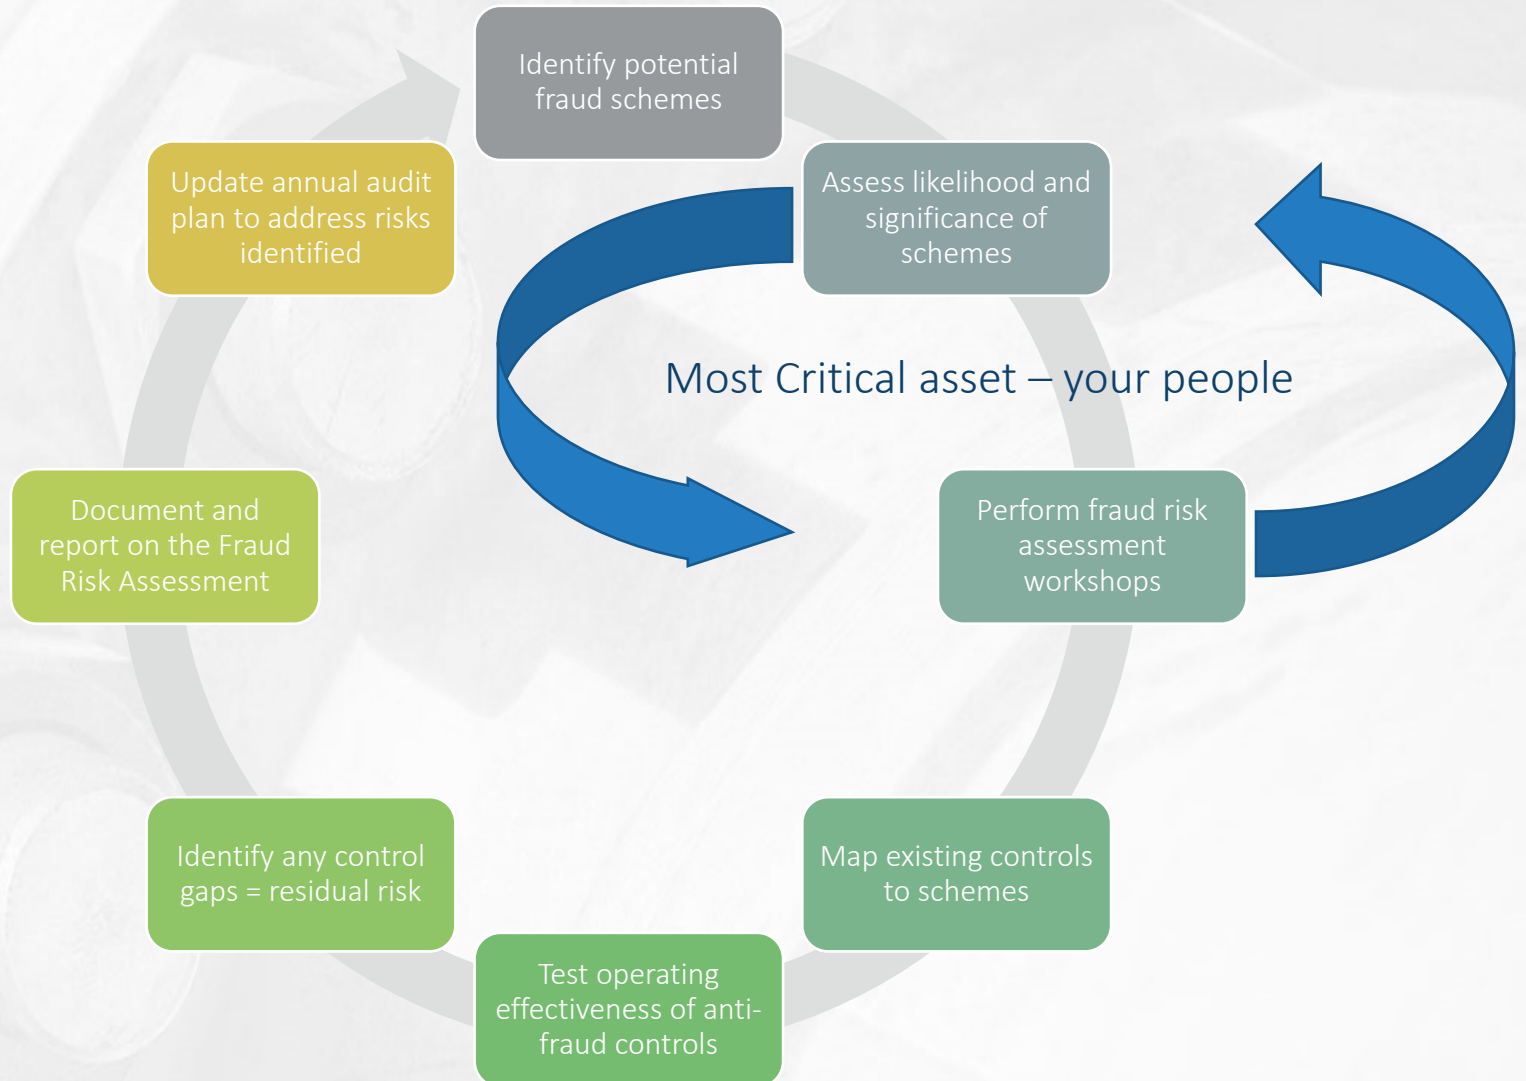 Identify potential
fraud schemes
Assess likelihood and
significance of
schemes
Most Critical asset – your people
Perform fraud risk
assessment
workshops
Map existing controls
to schemes
Test operating
effectiveness of anti-
fraud controls
Identify any control
gaps = residual risk
Document and
report on the Fraud
Risk Assessment
Update annual audit
plan to address risks
identified